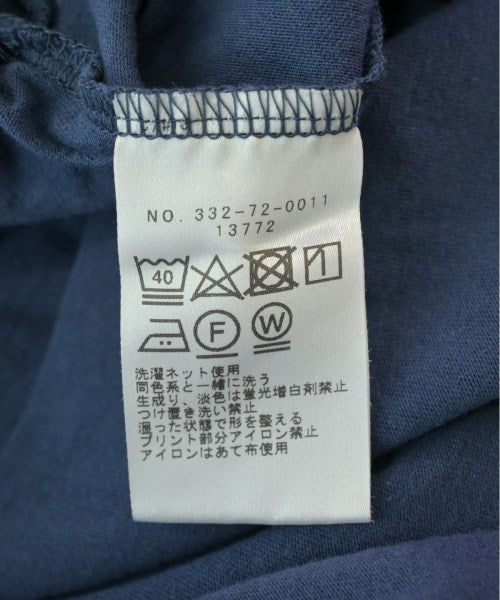 NO. 332-72-0011
13772
40
F W
洗濯ネット使用
同色系と一緒に洗う
生成り、淡色は蛍光増白剤禁止
つけ置き洗い禁止
湿った状態で形を整える
プリント部分アイロン禁止
アイロンはあて布使用